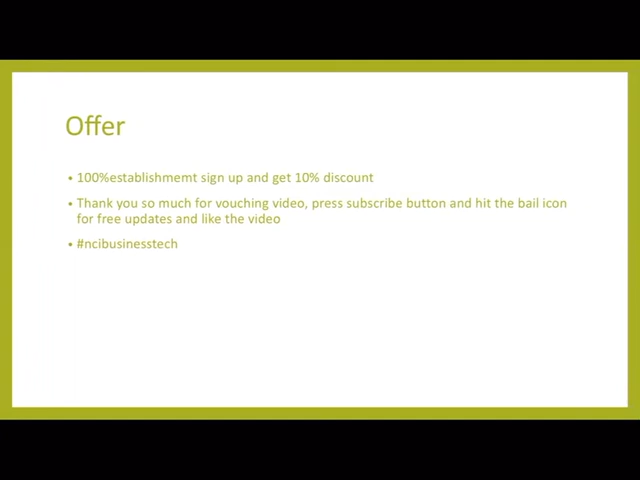 Offer
• 100%establishmemt sign up and get 10% discount
• Thank you so much for vouching video, press subscribe button and hit the bail icon
for free updates and like the video
• #ncibusinesstech